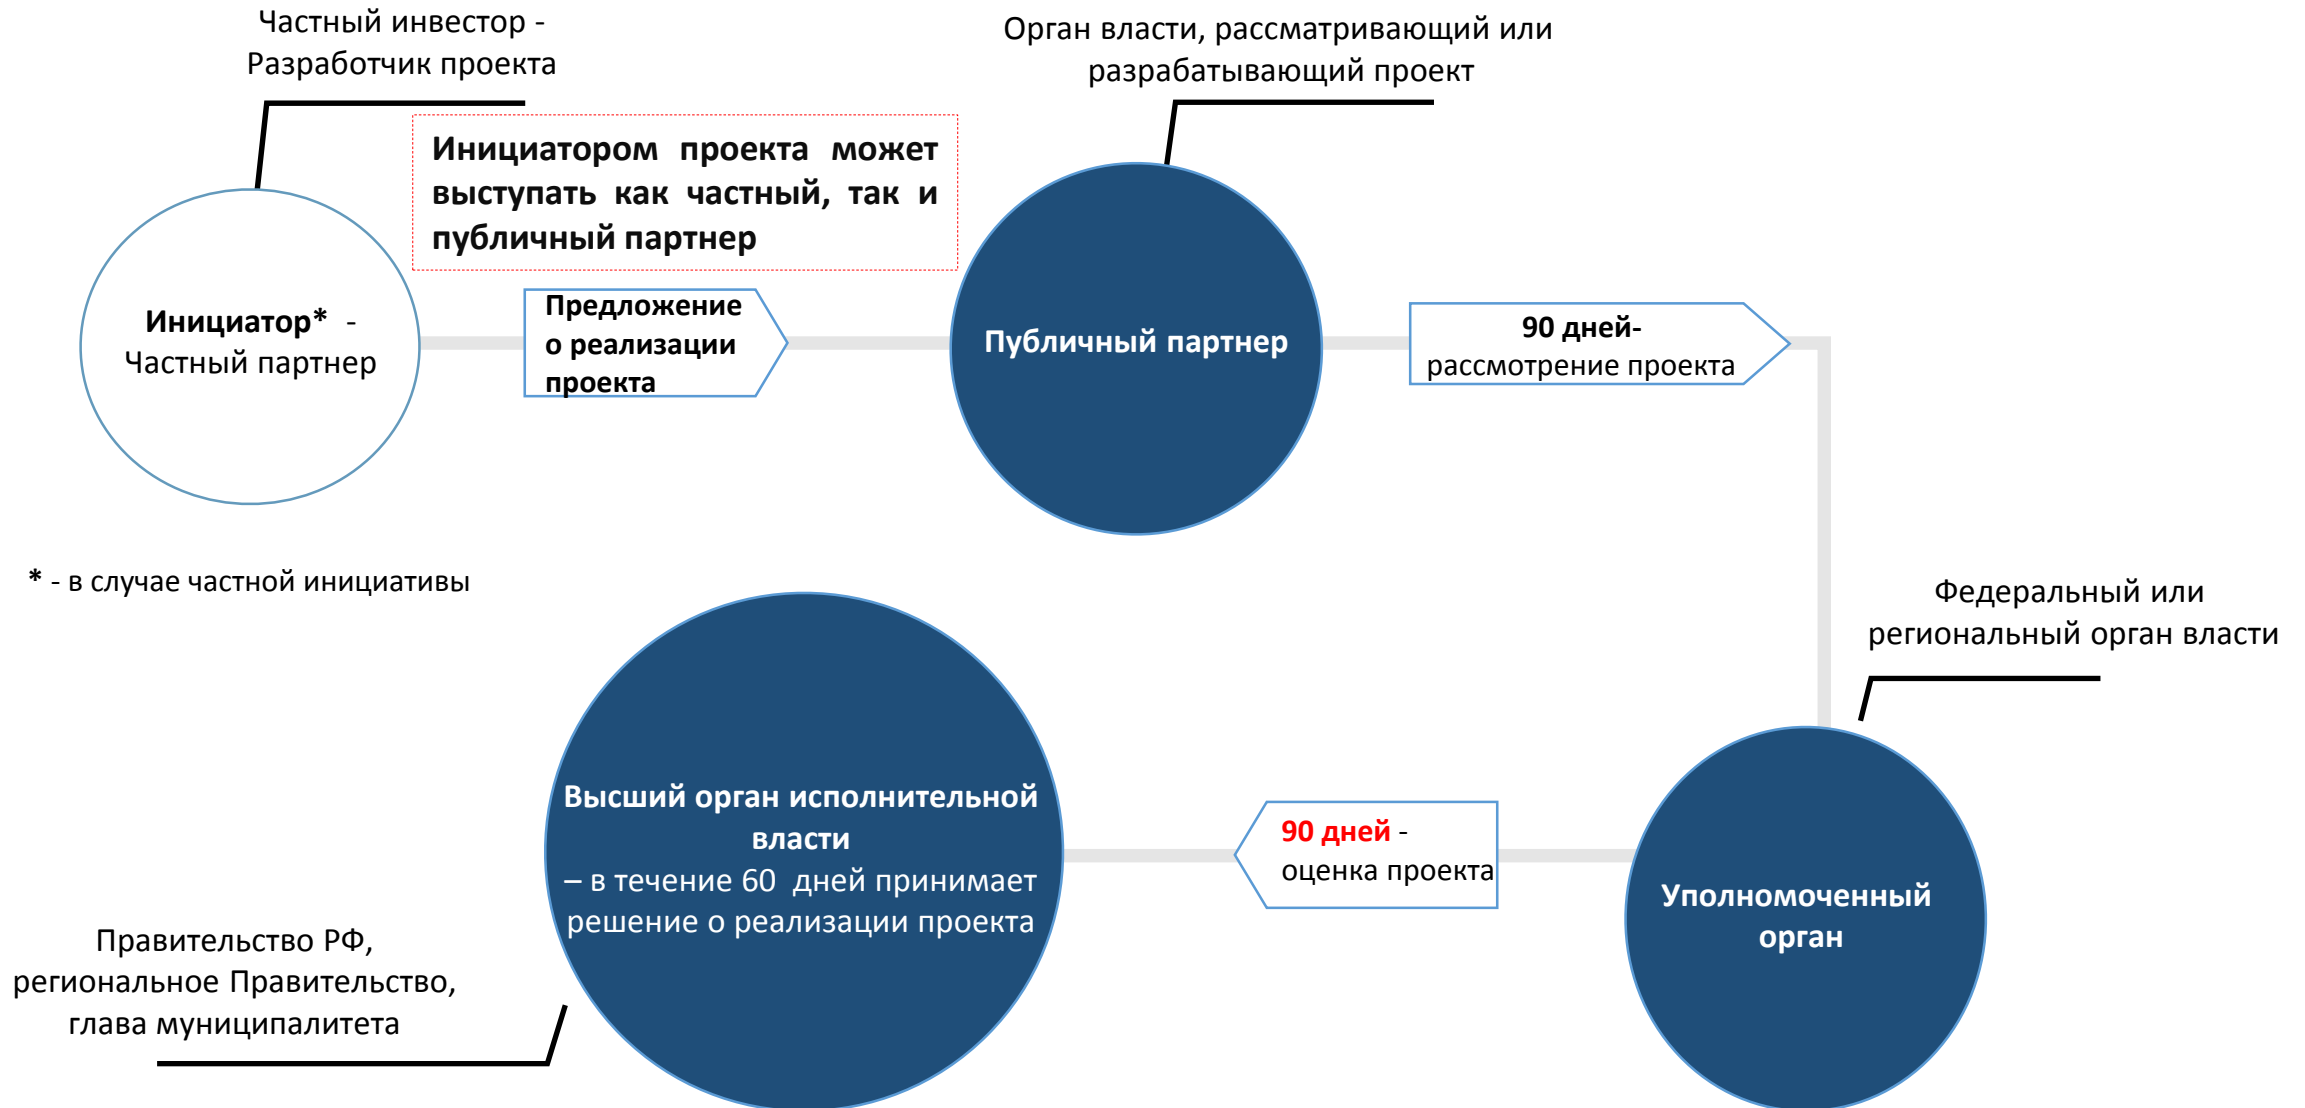 Частный инвестор -
Разработчик проекта
Орган власти, рассматривающий или
разрабатывающий проект
Инициатором проекта может
выступать как частный, так и
публичный партнер
Инициатор* -
Частный партнер
Предложение
о реализации
проекта
Публичный партнер
90 дней-
рассмотрение проекта
* - в случае частной инициативы
Федеральный или
региональный орган власти
Высший орган исполнительной
власти
– в течение 60 дней принимает
решение о реализации проекта
90 дней -
оценка проекта
Уполномоченный
орган
Правительство РФ,
региональное Правительство,
глава муниципалитета